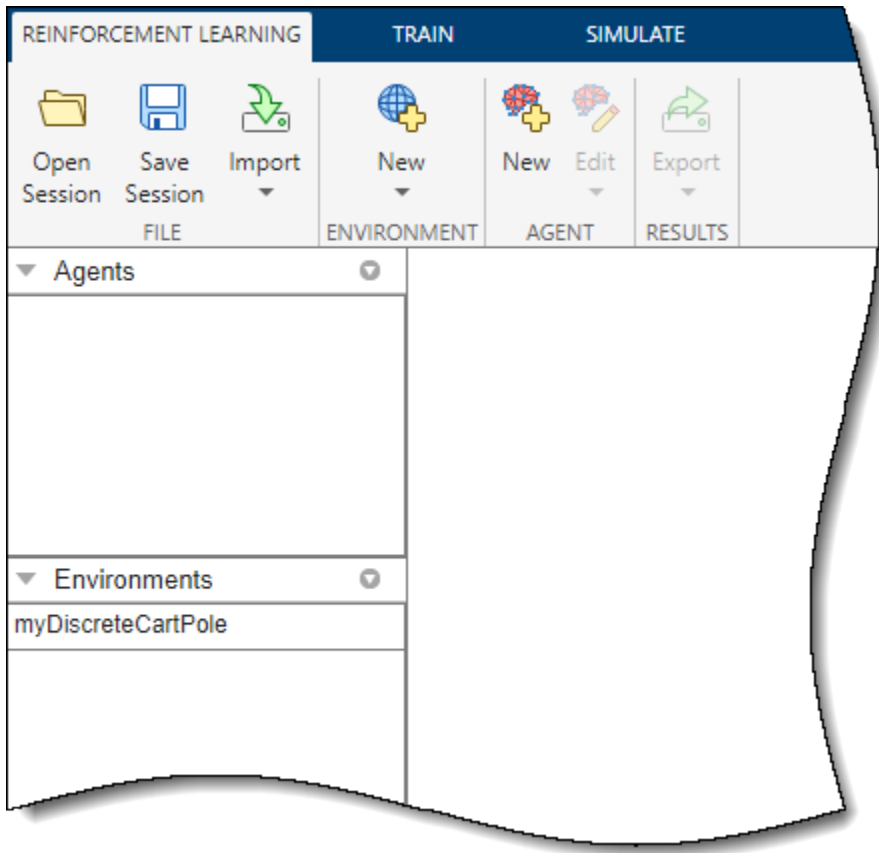 REINFORCEMENT LEARNING TRAIN SIMULATE
Open Save Import New New Edit Export
Session Session
FILE ENVIRONMENT AGENT RESULTS
Agents
Environments
myDiscreteCartPole